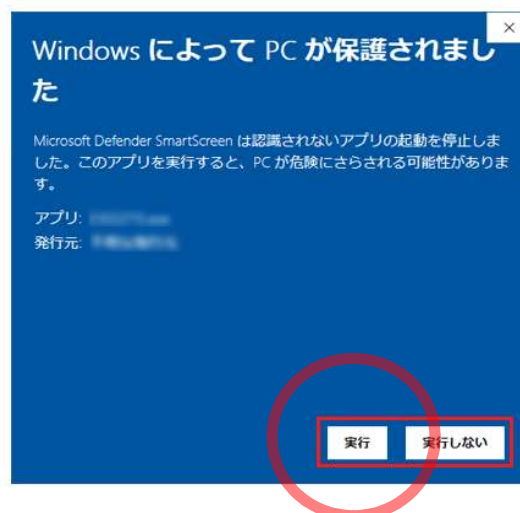 Windows によって PC が保護されまし
た
Microsoft Defender SmartScreen は認識されないアプリの起動を停止しま
した。このアプリを実行すると、PC が危険にさらされる可能性がありま
す。
アプリ:
発行元:
実行 実行しない